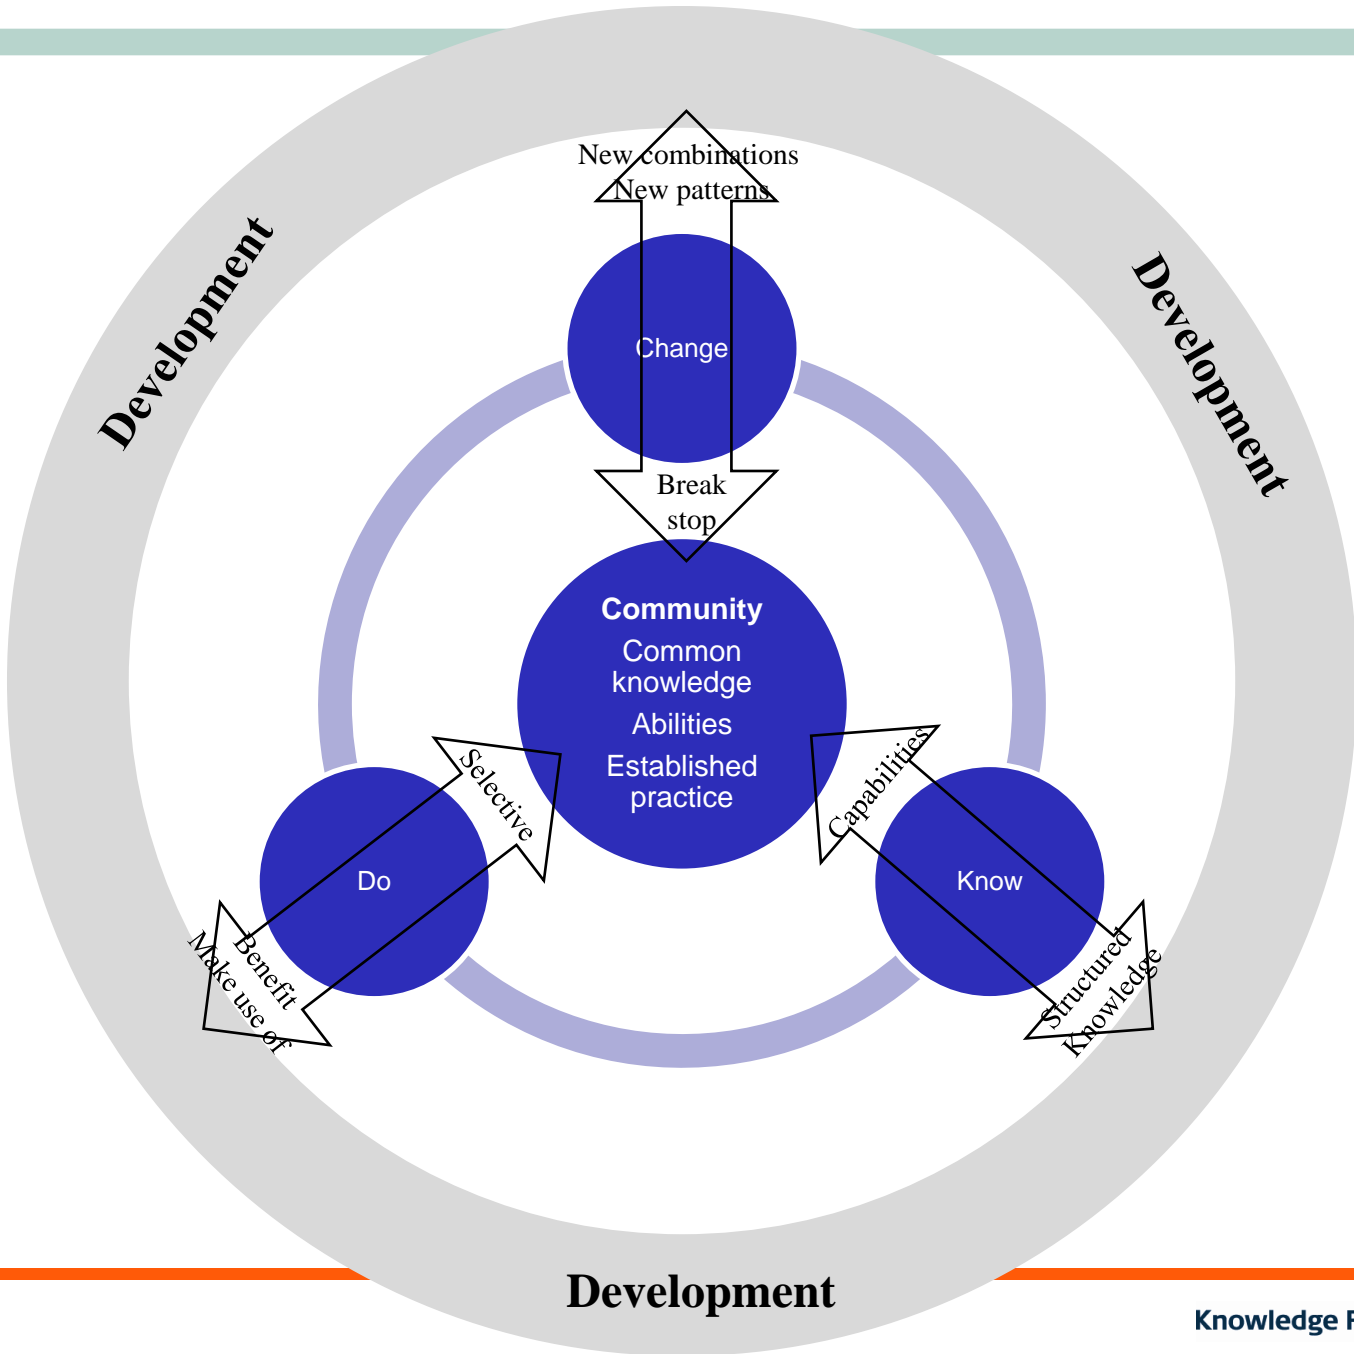 New combinations
New patterns
Development
Development
Change
Break
stop
Community
Common
knowledge
Abilities
Established
practice
Selective
Capabilities
Do
Know
Benefit
Make use of
Structured
Knowledge
Development
Knowledge